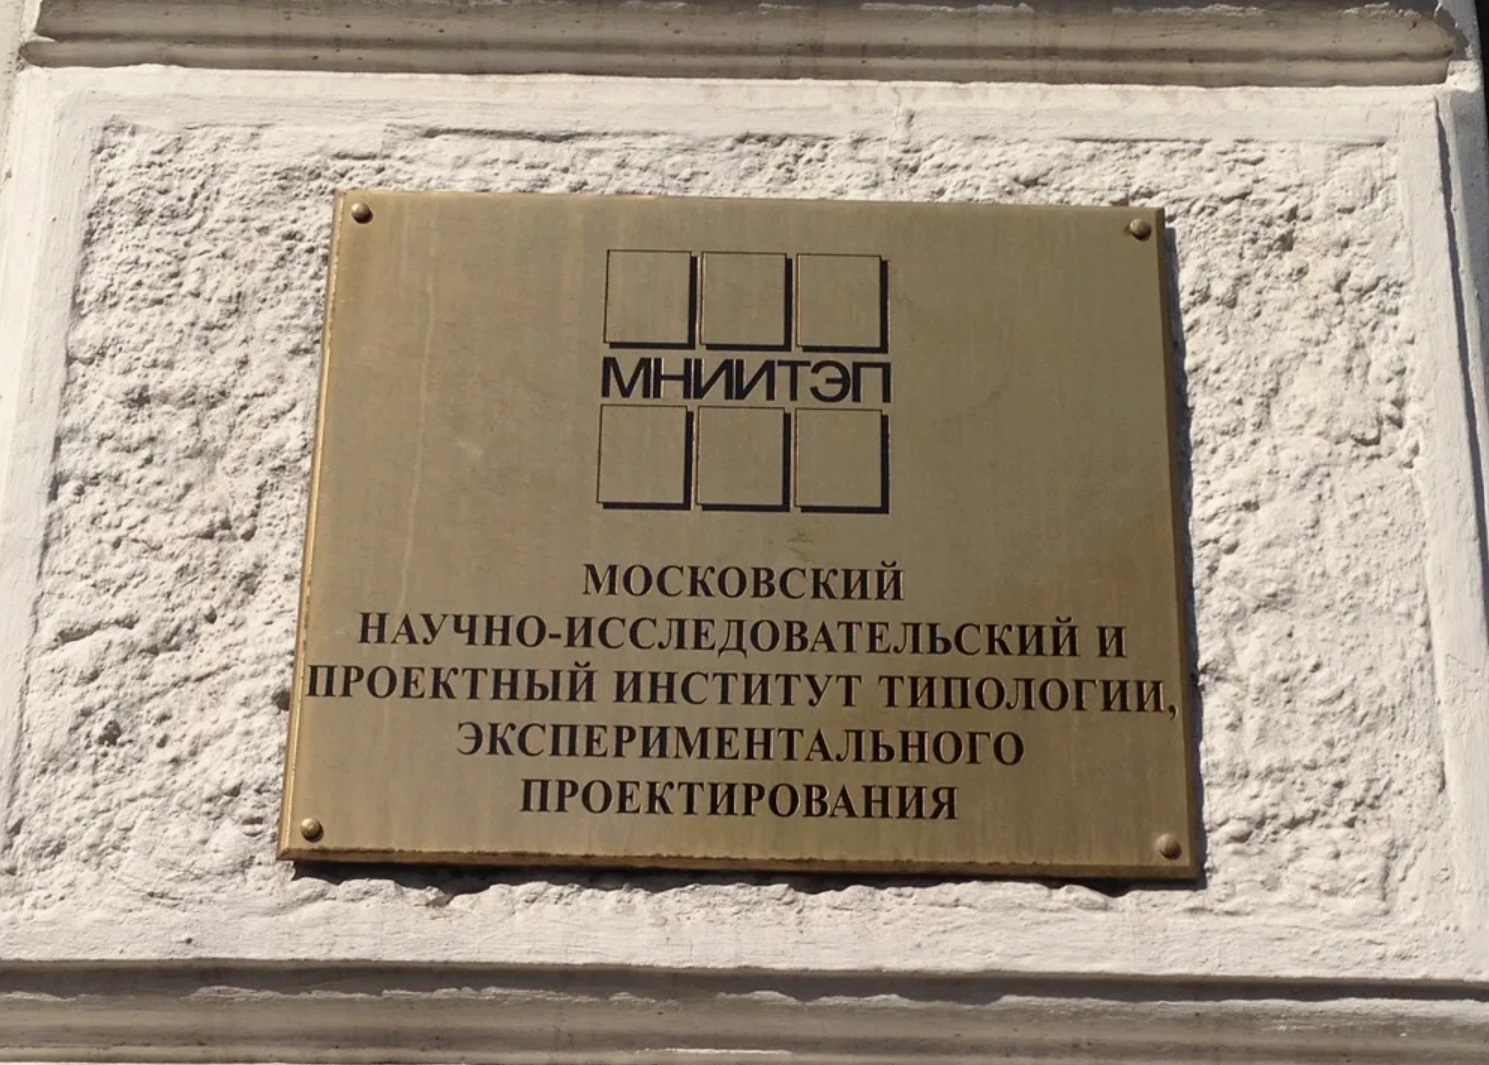 МНИИТЭП
МОСКОВСКИЙ
НАУЧНО-ИССЛЕДОВАТЕЛЬСКИЙ И
ПРОЕКТНЫЙ ИНСТИТУТ ТИПОЛОГИИ,
ЭКСПЕРИМЕНТАЛЬНОГО
ПРОЕКТИРОВАНИЯ